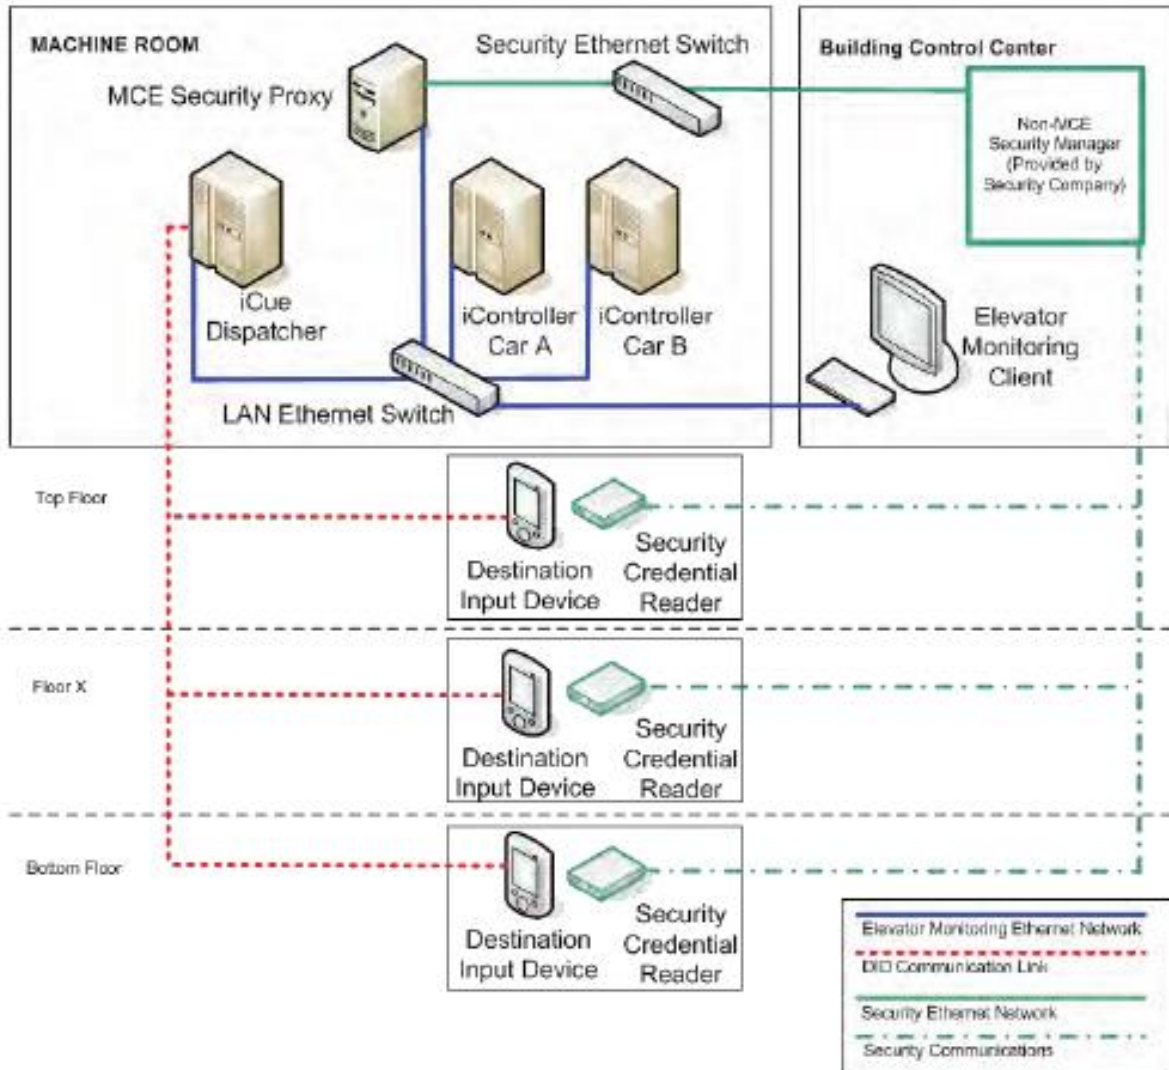 MACHINE ROOM
Security Ethernet Switch
MCE Security Proxy
iCue
Dispatcher
iController
Car A
iController
Car B
LAN Ethernet Switch
Building Control Center
Non-MCE
Security Manager
(Provided by
Security Company)
Elevator
Monitoring
Client
Top Floor
Destination
Input Device
Security
Credential
Reader
Floor X
Destination
Input Device
Security
Credential
Reader
Bottom Floor
Destination
Input Device
Security
Credential
Reader
Elevator Monitoring Ethernet Network
DID Communication Link
Security Ethernet Network
Security Communications